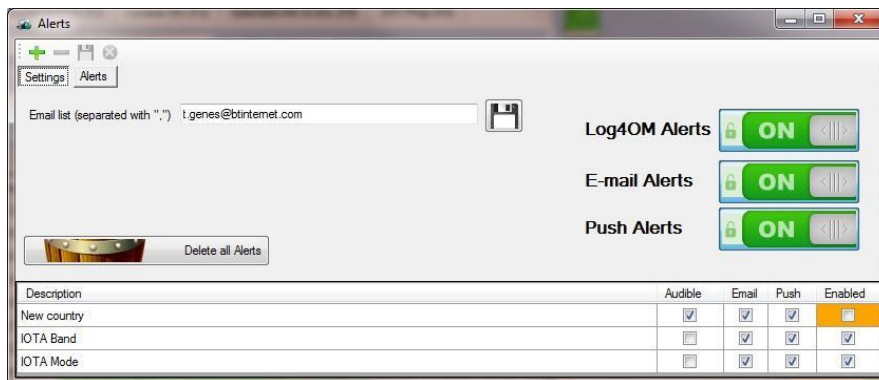 Alerts
Settings Alerts
Email list (separated with ",") t.genes@btinternet.com
Log4OM Alerts ON
E-mail Alerts ON
Push Alerts ON
Delete all Alerts
Description Audible Email Push Enabled
New country
IOTA Band
IOTA Mode